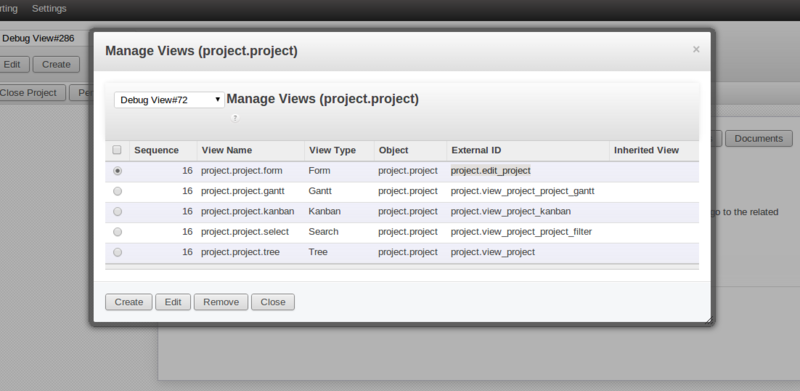 rting Settings
Debug View#286
Edit Create
Close Project Per
Documents
go to the related
Manage Views (project.project) ×
Debug View#72 Manage Views (project.project)
?
Sequence View Name View Type Object External ID Inherited View
16 project.project.form Form project.project project.edit_project
16 project.project.gantt Gantt project.project project.view_project_project_gantt
16 project.project.kanban Kanban project.project project.view_project_kanban
16 project.project.select Search project.project project.view_project_project_filter
16 project.project.tree Tree project.project project.view_project
Create Edit Remove Close